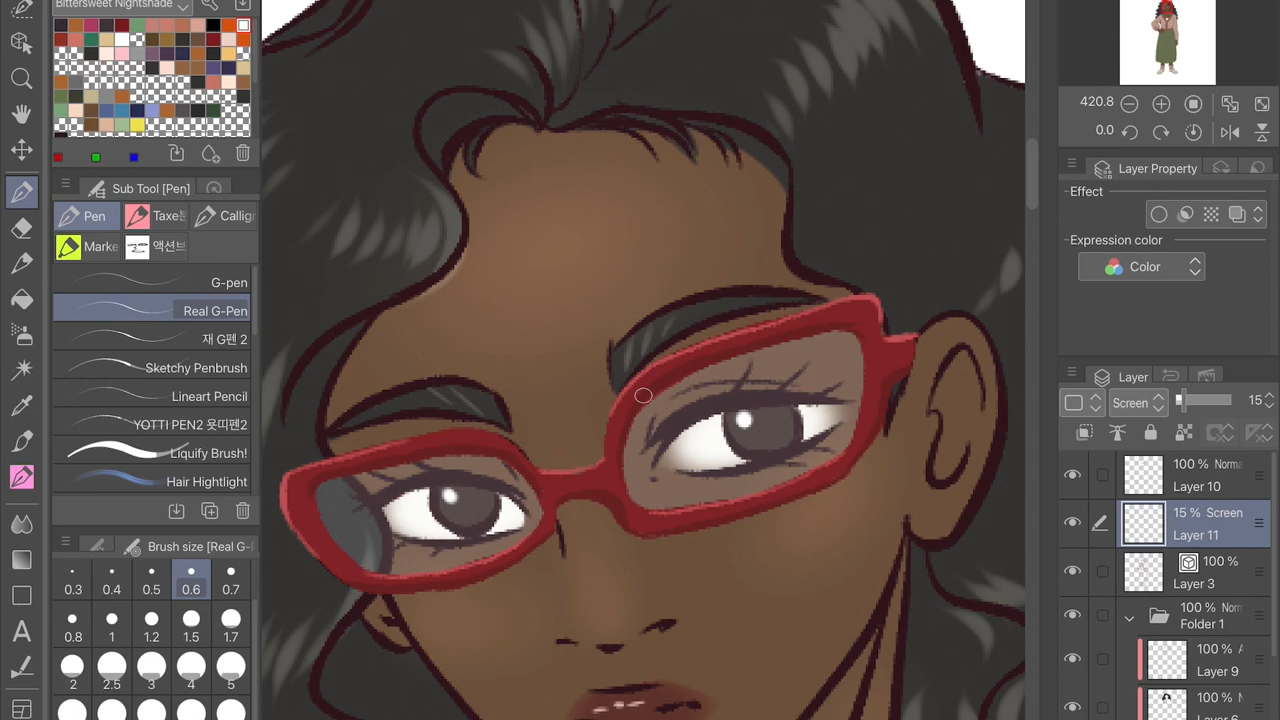 Bittersweet Nightshade
Sub Tool [Pen]
Pen
Calligr
Marke
액션브
G-pen
Real G-Pen
재 G펜 2
Sketchy Penbrush
Lineart Pencil
YOTTI PEN2 욧띠펜2
Liquify Brush!
Hair Hightlight
Brush size [Real G-
0.3 0.4 0.5 0.6 0.7
0.8 1 1.2 1.5 1.7
2 2.5 3 4 5
420.8
0.0
Layer Property
Effect
Expression color
Color
Layer
Screen 15
100 % Norma
Layer 10
15 % Screen
Layer 11
100 %
Layer 3
100 % Norm
Folder 1
100 %
Layer 9
100 %